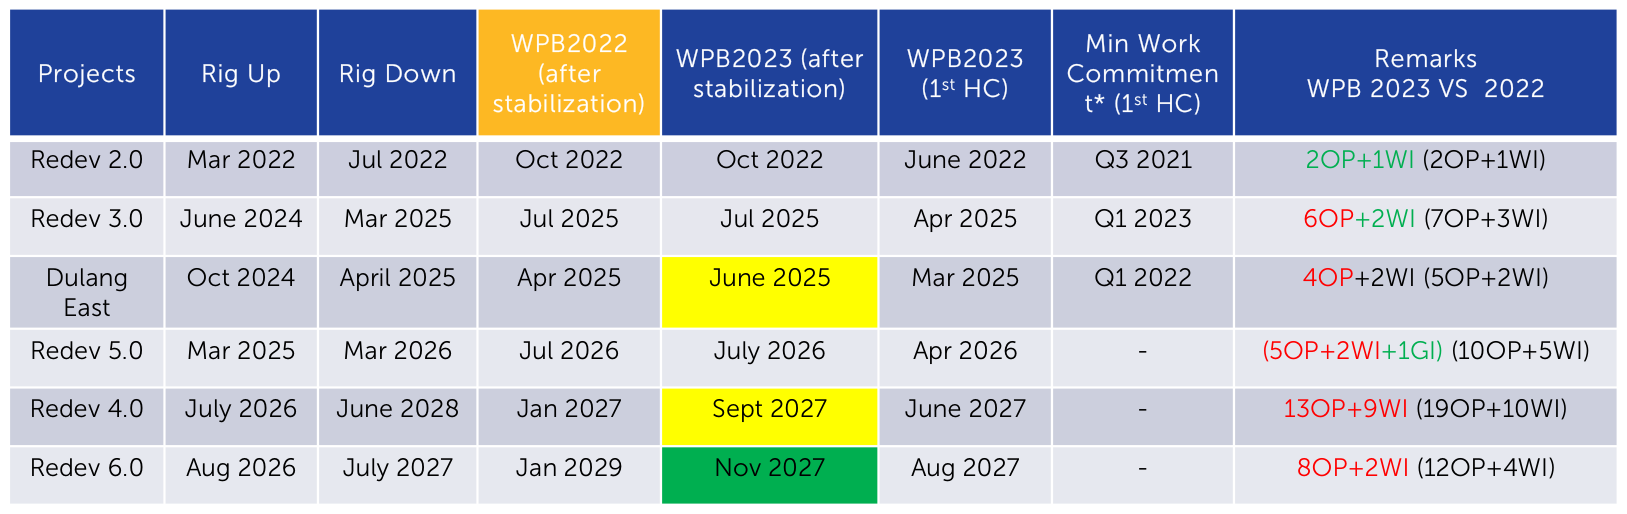 Projects
Rig Up
Rig Down
WPB2022
(after
stabilization)
WPB2023 (after
stabilization)
WPB2023
(1st HC)
Min Work
Commitmen
t* (1st HC)
Remarks
WPB 2023 VS  2022
Redev 2.0
Mar 2022
Jul 2022
Oct 2022
Oct 2022
June 2022
Q3 2021
2OP+1WI (2OP+1WI)
Redev 3.0
June 2024
Mar 2025
Jul 2025
Jul 2025
Apr 2025
Q1 2023
6OP+2WI (7OP+3WI)
Dulang
East
Oct 2024
April 2025
Apr 2025
June 2025
Mar 2025
Q1 2022
4OP+2WI (5OP+2WI)
Redev 5.0
Mar 2025
Mar 2026
Jul 2026
July 2026
Apr 2026
-
(5OP+2WI+1GI) (10OP+5WI)
Redev 4.0
July 2026
June 2028
Jan 2027
Sept 2027
June 2027
-
13OP+9WI (19OP+10WI)
Redev 6.0
Aug 2026
July 2027
Jan 2029
Nov 2027
Aug 2027
-
8OP+2WI (12OP+4WI)